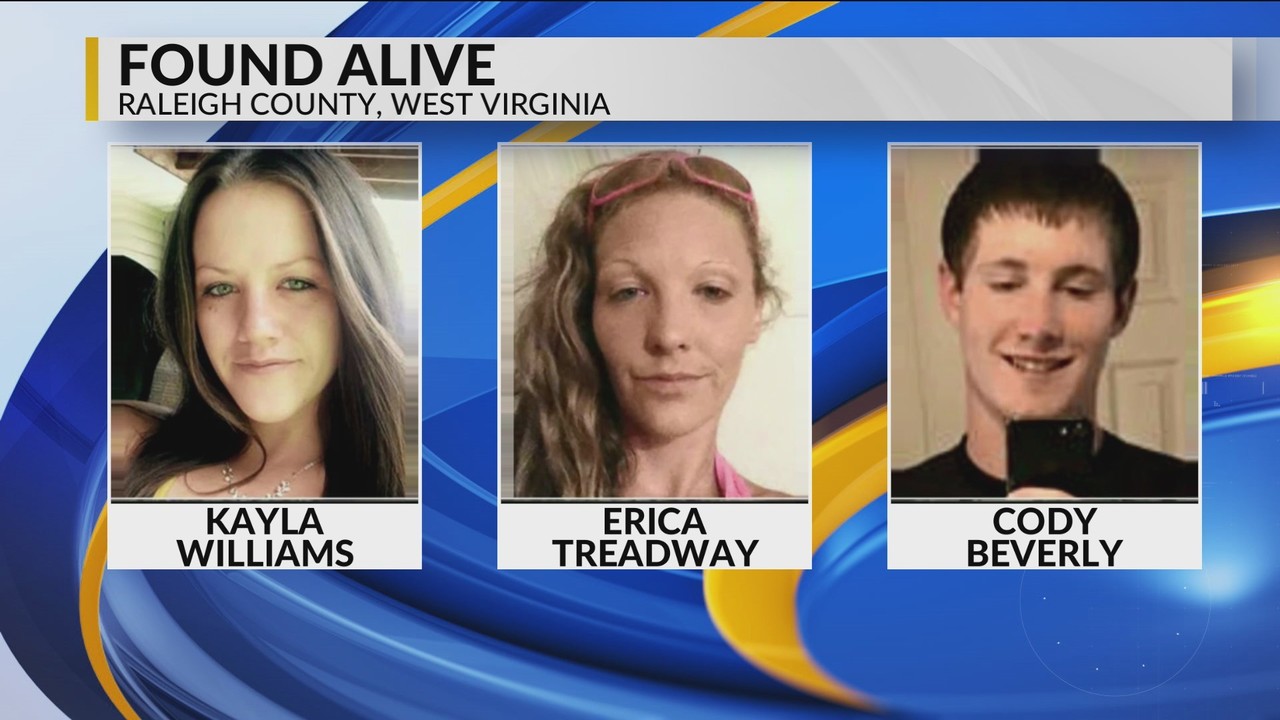 FOUND ALIVE
RALEIGH COUNTY, WEST VIRGINIA
KAYLA
WILLIAMS
ERICA
TREADWAY
CODY
BEVERLY